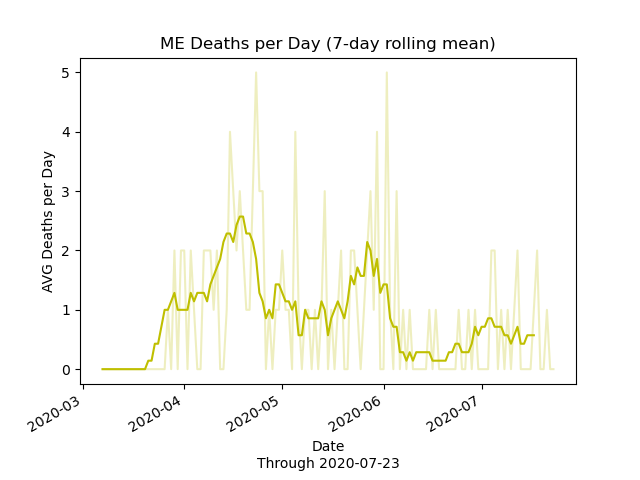 ME Deaths per Day (7-day rolling mean)
AVG Deaths per Day
5
4
3
2
1
0
2020-03
2020-04
2020-05
2020-06
2020-07
Date
Through 2020-07-23